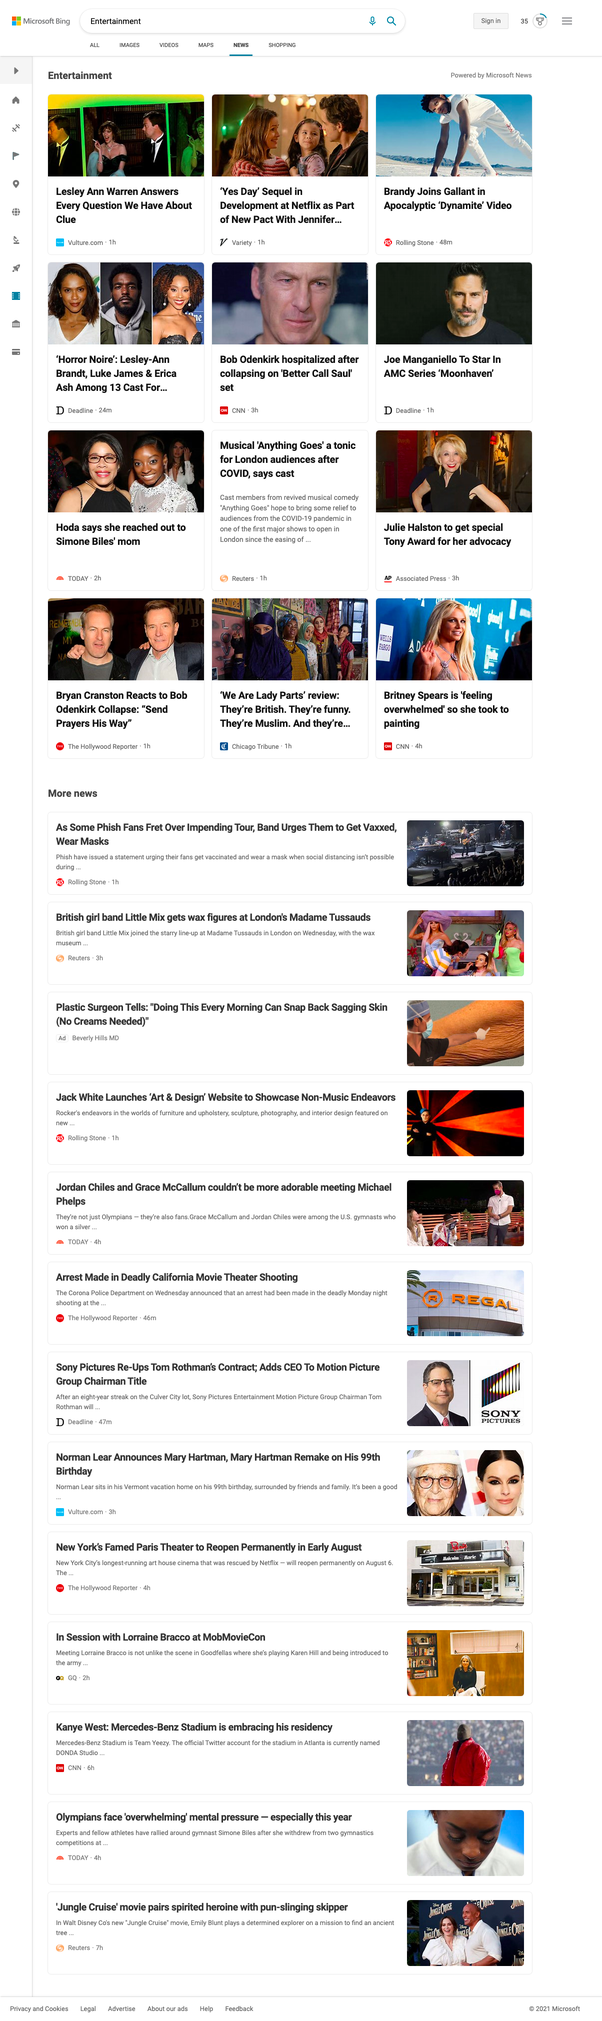 Microsoft Bing
Entertainment
Sign in
35
ALL
IMAGES
VIDEOS
MAPS
NEWS
SHOPPING
Entertainment
Powered by Microsoft News
Lesley Ann Warren Answers
Every Question We Have About
Clue
Vulture.com · 1h
'Yes Day' Sequel in
Development at Netflix as Part
of New Pact With Jennifer...
Variety · 1h
Brandy Joins Gallant in
Apocalyptic 'Dynamite' Video
Rolling Stone · 48m
'Horror Noire': Lesley-Ann
Brandt, Luke James & Erica
Ash Among 13 Cast For...
Deadline · 24m
Bob Odenkirk hospitalized after
collapsing on 'Better Call Saul'
set
CNN · 3h
Joe Manganiello To Star In
AMC Series 'Moonhaven'
Deadline · 1h
Hoda says she reached out to
Simone Biles' mom
TODAY · 2h
Musical 'Anything Goes' a tonic
for London audiences after
COVID, says cast
Cast members from revived musical comedy
"Anything Goes" hope to bring some relief to
audiences from the COVID-19 pandemic in
one of the first major shows to open in
London since the easing of ...
Reuters · 1h
Julie Halston to get special
Tony Award for her advocacy
AP Associated Press · 3h
Bryan Cranston Reacts to Bob
Odenkirk Collapse: "Send
Prayers His Way"
The Hollywood Reporter · 1h
'We Are Lady Parts' review:
They're British. They're funny.
They're Muslim. And they're...
Chicago Tribune · 1h
WELLS
FARGO
Britney Spears is 'feeling
overwhelmed' so she took to
painting
CNN · 4h
More news
As Some Phish Fans Fret Over Impending Tour, Band Urges Them to Get Vaxxed,
Wear Masks
Phish have issued a statement urging their fans get vaccinated and wear a mask when social distancing isn't possible
during ...
Rolling Stone · 1h
British girl band Little Mix gets wax figures at London's Madame Tussauds
British girl band Little Mix joined the starry line-up at Madame Tussauds in London on Wednesday, with the wax
museum ...
Reuters · 3h
Plastic Surgeon Tells: "Doing This Every Morning Can Snap Back Sagging Skin
(No Creams Needed)"
Ad Beverly Hills MD
Jack White Launches 'Art & Design' Website to Showcase Non-Music Endeavors
Rocker's endeavors in the worlds of furniture and upholstery, sculpture, photography, and interior design featured on
new ...
Rolling Stone · 1h
Jordan Chiles and Grace McCallum couldn't be more adorable meeting Michael
Phelps
They're not just Olympians — they're also fans.Grace McCallum and Jordan Chiles were among the U.S. gymnasts who
won a silver ...
TODAY · 4h
Arrest Made in Deadly California Movie Theater Shooting
The Corona Police Department on Wednesday announced that an arrest had been made in the deadly Monday night
shooting at the ...
The Hollywood Reporter · 46m
REGAL
Sony Pictures Re-Ups Tom Rothman's Contract; Adds CEO To Motion Picture
Group Chairman Title
After an eight-year streak on the Culver City lot, Sony Pictures Entertainment Motion Picture Group Chairman Tom
Rothman will ...
Deadline · 47m
SONY
PICTURES
Norman Lear Announces Mary Hartman, Mary Hartman Remake on His 99th
Birthday
Norman Lear sits in his Vermont vacation home on his 99th birthday, surrounded by friends and family. It's been a good
...
Vulture.com · 3h
New York's Famed Paris Theater to Reopen Permanently in Early August
New York City's longest-running art house cinema that was rescued by Netflix — will reopen permanently on August 6.
The ...
The Hollywood Reporter · 4h
In Session with Lorraine Bracco at MobMovieCon
Meeting Lorraine Bracco is not unlike the scene in Goodfellas where she's playing Karen Hill and being introduced to
the army ...
GQ · 2h
Kanye West: Mercedes-Benz Stadium is embracing his residency
Mercedes-Benz Stadium is Team Yeezy. The official Twitter account for the stadium in Atlanta is currently named
DONDA Studio ...
CNN · 6h
Olympians face 'overwhelming' mental pressure — especially this year
Experts and fellow athletes have rallied around gymnast Simone Biles after she withdrew from two gymnastics
competitions at ...
TODAY · 4h
'Jungle Cruise' movie pairs spirited heroine with pun-slinging skipper
In Walt Disney Co's new "Jungle Cruise" movie, Emily Blunt plays a determined explorer on a mission to find an ancient
tree ...
Reuters · 7h
Privacy and Cookies
Legal
Advertise
About our ads
Help
Feedback
© 2021 Microsoft